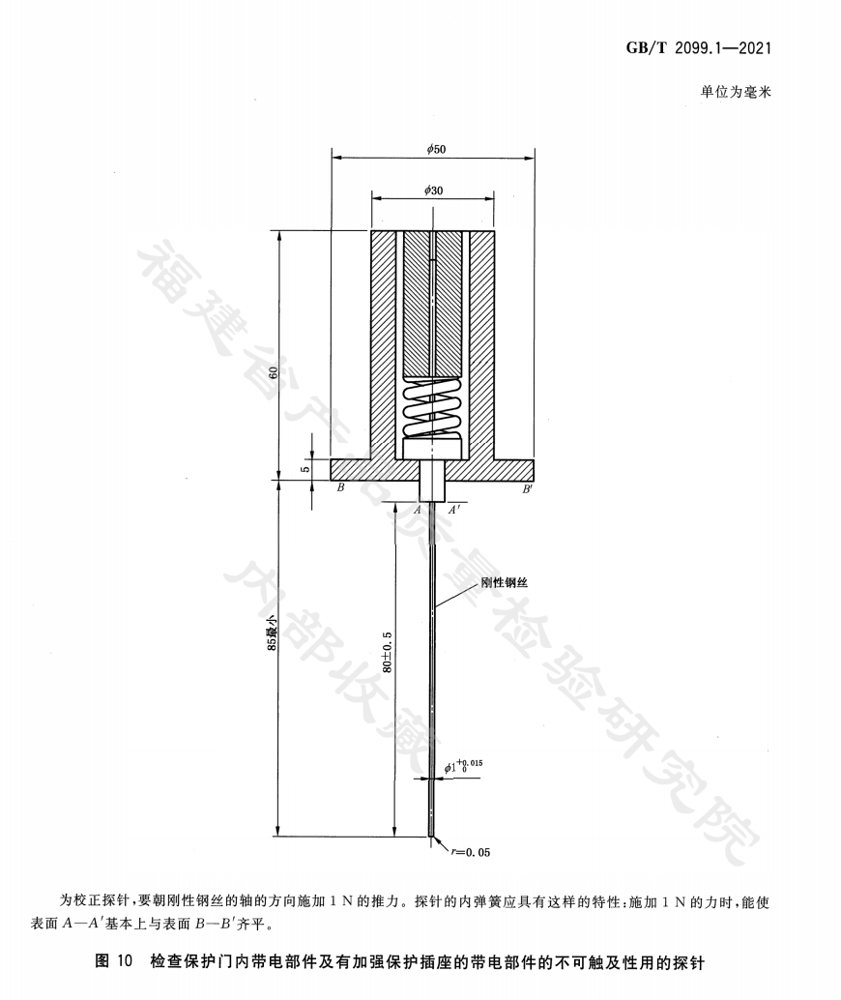 GB/T 2099.1—2021
单位为毫米
ϕ50
ϕ30
60
5
B
B′
A
A′
刚性钢丝
85最小
80±0.5
ϕ1 +0.015 0
r=0.05
为校正探针,要朝刚性钢丝的轴的方向施加 1 N 的推力。探针的内弹簧应具有这样的特性:施加 1 N 的力时,能使
表面 A—A′基本上与表面 B—B′齐平。
图 10 检查保护门内带电部件及有加强保护插座的带电部件的不可触及性用的探针
福建省产品质量检验研究院
内部收藏